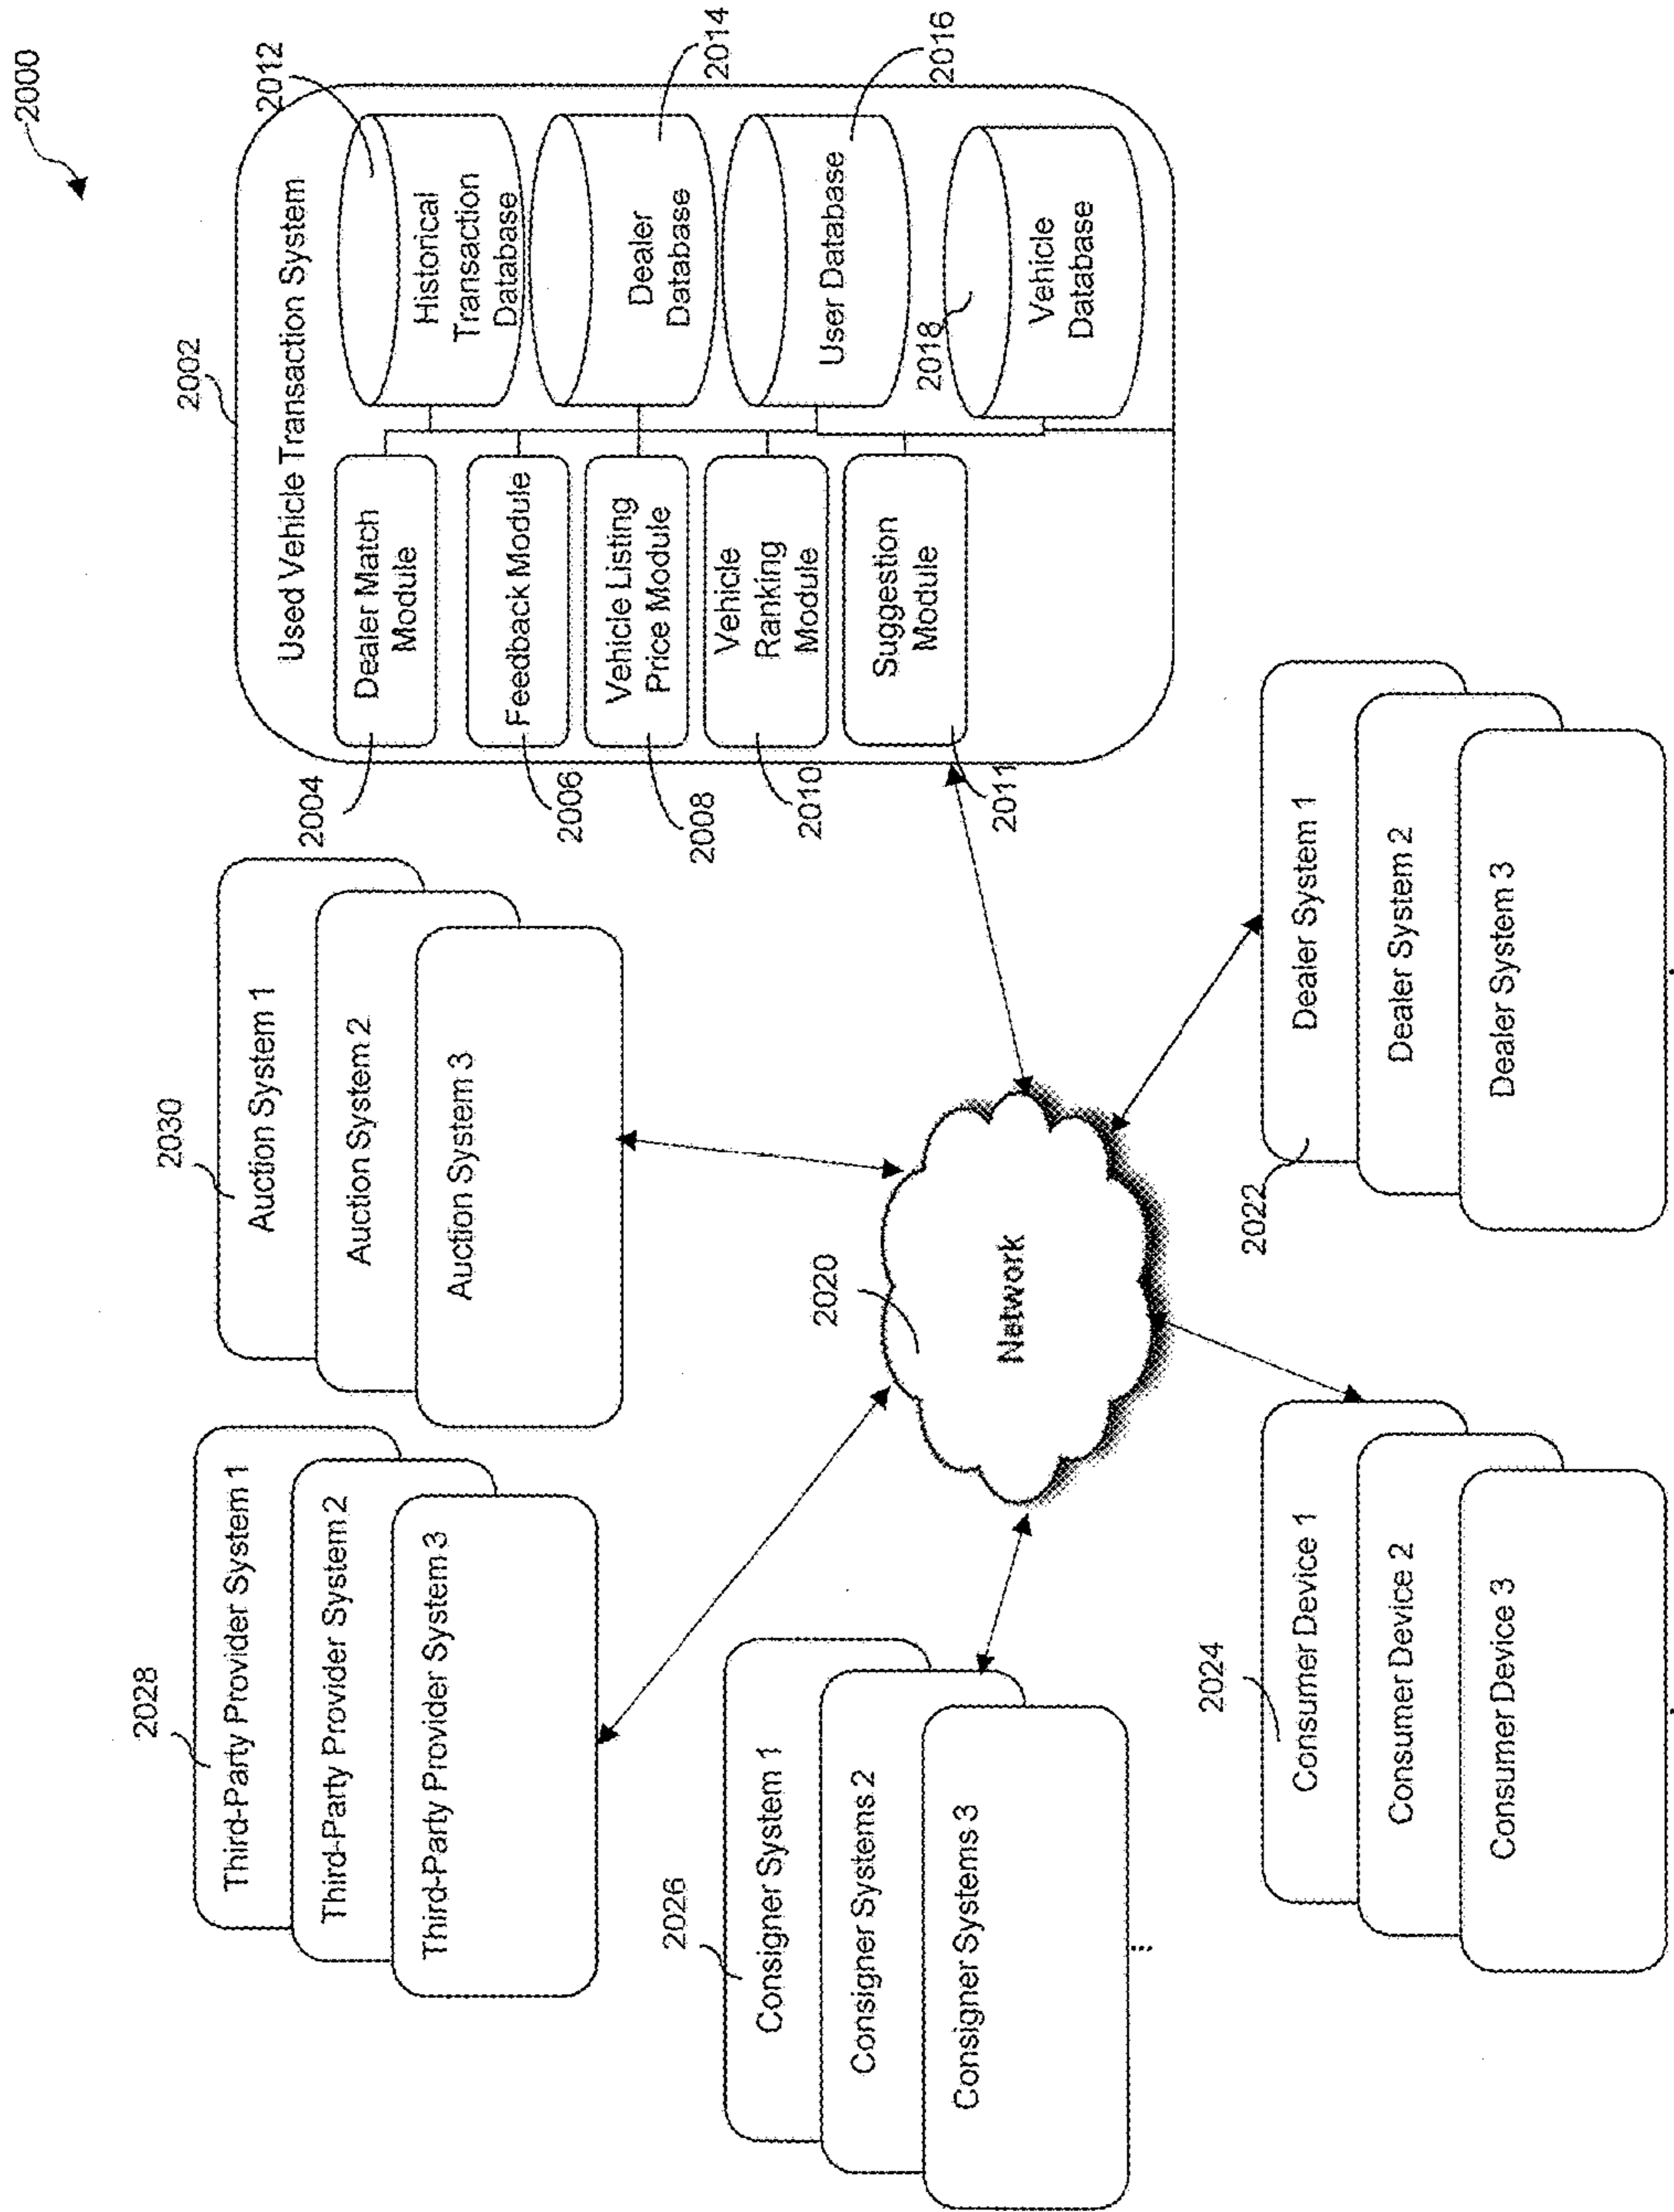 2000
2028
Third-Party Provider System 1
Third-Party Provider System 2
Third-Party Provider System 3
2030
Auction System 1
Auction System 2
Auction System 3
2002
Used Vehicle Transaction System
2004
Dealer Match
Module
2006
Feedback Module
2008
Vehicle Listing
Price Module
2010
Vehicle
Ranking
Module
2011
Suggestion
Module
2012
Historical
Transaction
Database
2014
Dealer
Database
2016
User Database
2018
Vehicle
Database
2026
Consigner System 1
Consigner Systems 2
Consigner Systems 3
...
2020
Network
2024
Consumer Device 1
Consumer Device 2
Consumer Device 3
2022
Dealer System 1
Dealer System 2
Dealer System 3